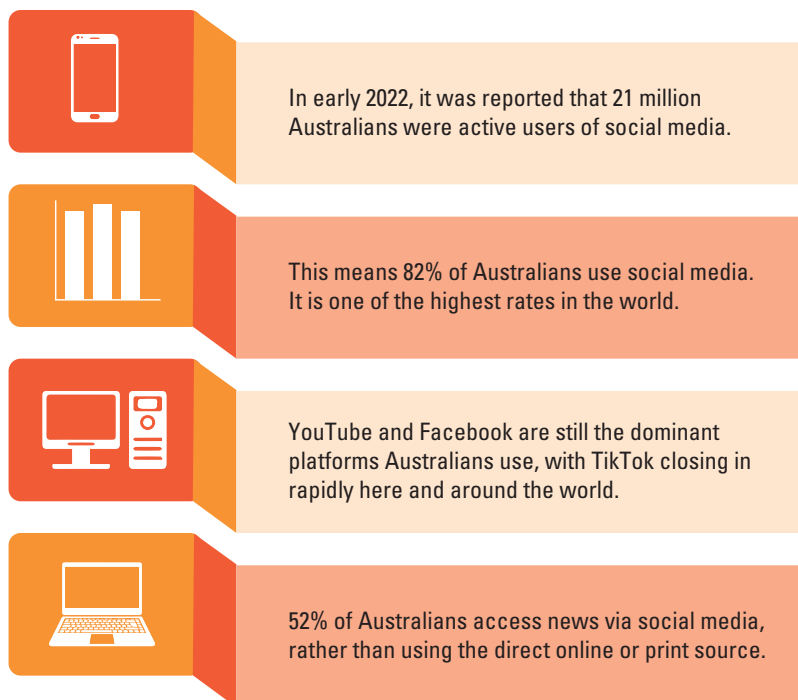 In early 2022, it was reported that 21 million
Australians were active users of social media.
This means 82% of Australians use social media.
It is one of the highest rates in the world.
YouTube and Facebook are still the dominant
platforms Australians use, with TikTok closing in
rapidly here and around the world.
52% of Australians access news via social media,
rather than using the direct online or print source.